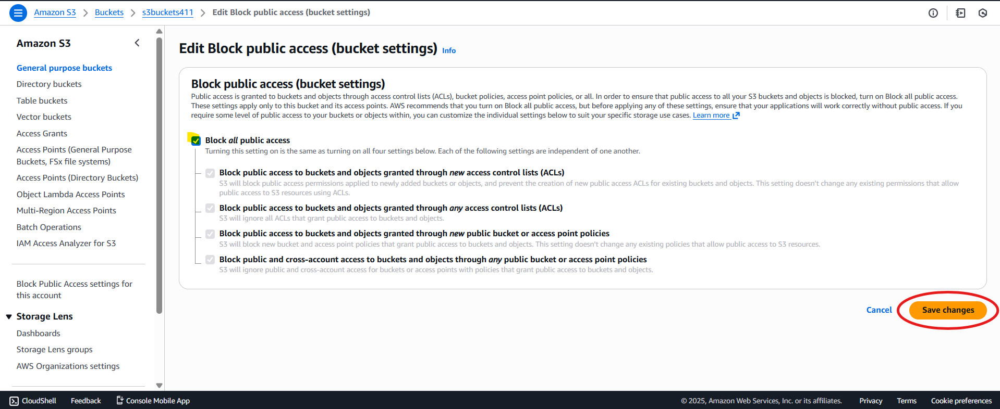 Amazon S3 > Buckets > s3buckets411 > Edit Block public access (bucket settings)
Amazon S3
General purpose buckets
Directory buckets
Table buckets
Vector buckets
Access Grants
Access Points (General Purpose
Buckets, FSx file systems)
Access Points (Directory Buckets)
Object Lambda Access Points
Multi-Region Access Points
Batch Operations
IAM Access Analyzer for S3
Block Public Access settings for
this account
Storage Lens
Dashboards
Storage Lens groups
AWS Organizations settings
Edit Block public access (bucket settings) Info
Block public access (bucket settings)
Public access is granted to buckets and objects through access control lists (ACLs), bucket policies, access point policies, or all. In order to ensure that public access to all your S3 buckets and objects is blocked, turn on Block all public access.
These settings apply only to this bucket and its access points. AWS recommends that you turn on Block all public access, but before applying any of these settings, ensure that your applications will work correctly without public access. If you
require some level of public access to your buckets or objects within, you can customize the individual settings below to suit your specific storage use cases. Learn more
Block all public access
Turning this setting on is the same as turning on all four settings below. Each of the following settings are independent of one another.
Block public access to buckets and objects granted through new access control lists (ACLs)
S3 will block public access permissions applied to newly added buckets or objects, and prevent the creation of new public access ACLs for existing buckets and objects. This setting doesn't change any existing permissions that allow
public access to S3 resources using ACLs.
Block public access to buckets and objects granted through any access control lists (ACLs)
S3 will ignore all ACLs that grant public access to buckets and objects.
Block public access to buckets and objects granted through new public bucket or access point policies
S3 will block new bucket and access point policies that grant public access to buckets and objects. This setting doesn't change any existing policies that allow public access to S3 resources.
Block public and cross-account access to buckets and objects through any public bucket or access point policies
S3 will ignore public and cross-account access for buckets or access points with policies that grant public access to buckets and objects.
Cancel Save changes
CloudShell Feedback Console Mobile App © 2025, Amazon Web Services, Inc. or its affiliates. Privacy Terms Cookie preferences